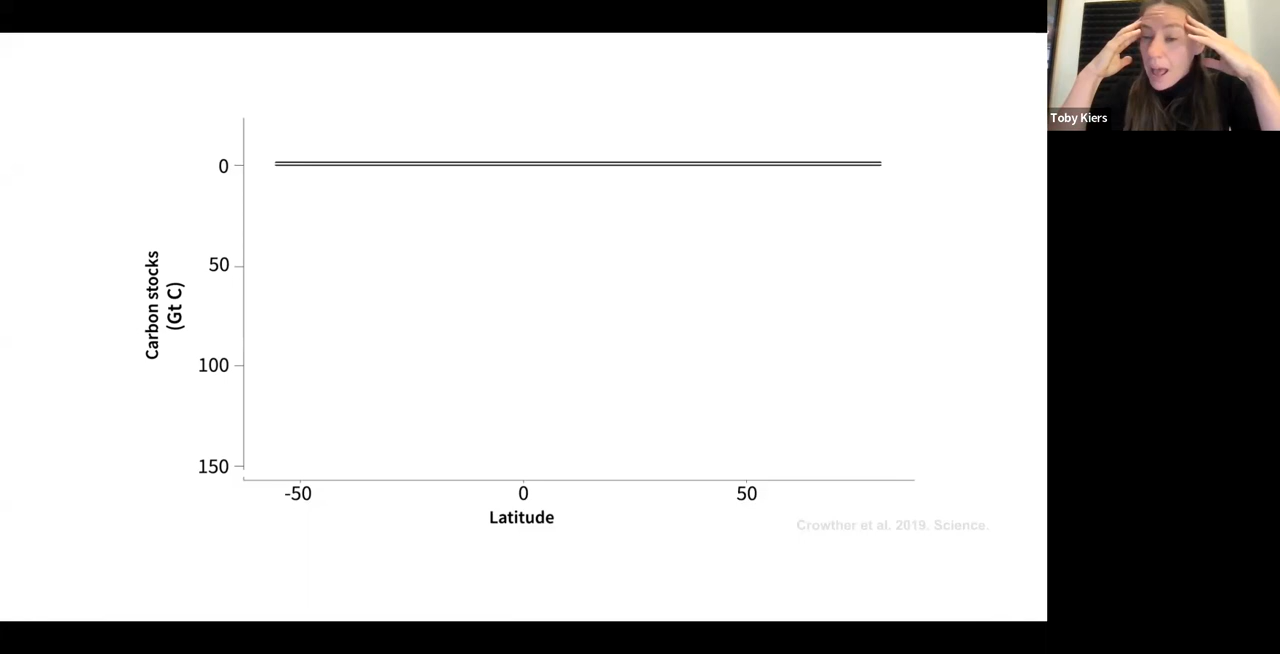 Toby Kiers
0
50
100
150
Carbon stocks
(Gt C)
-50
0
50
Latitude
Crowther et al. 2019. Science.